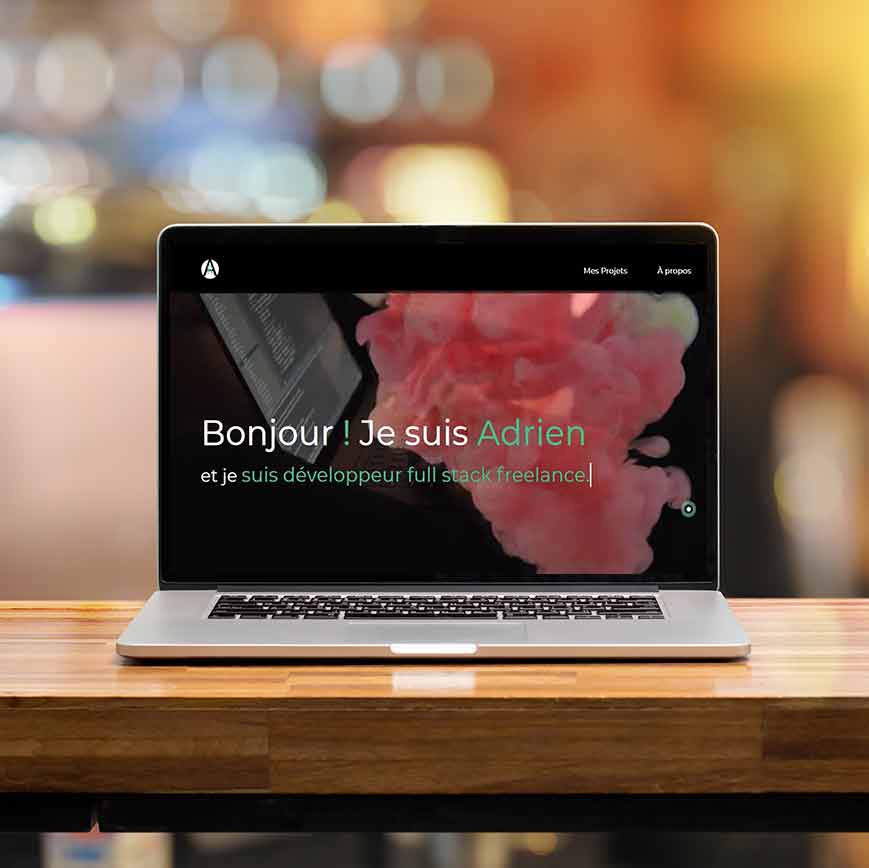 A
Mes Projets
À propos
Bonjour ! Je suis Adrien
et je suis développeur full stack freelance.